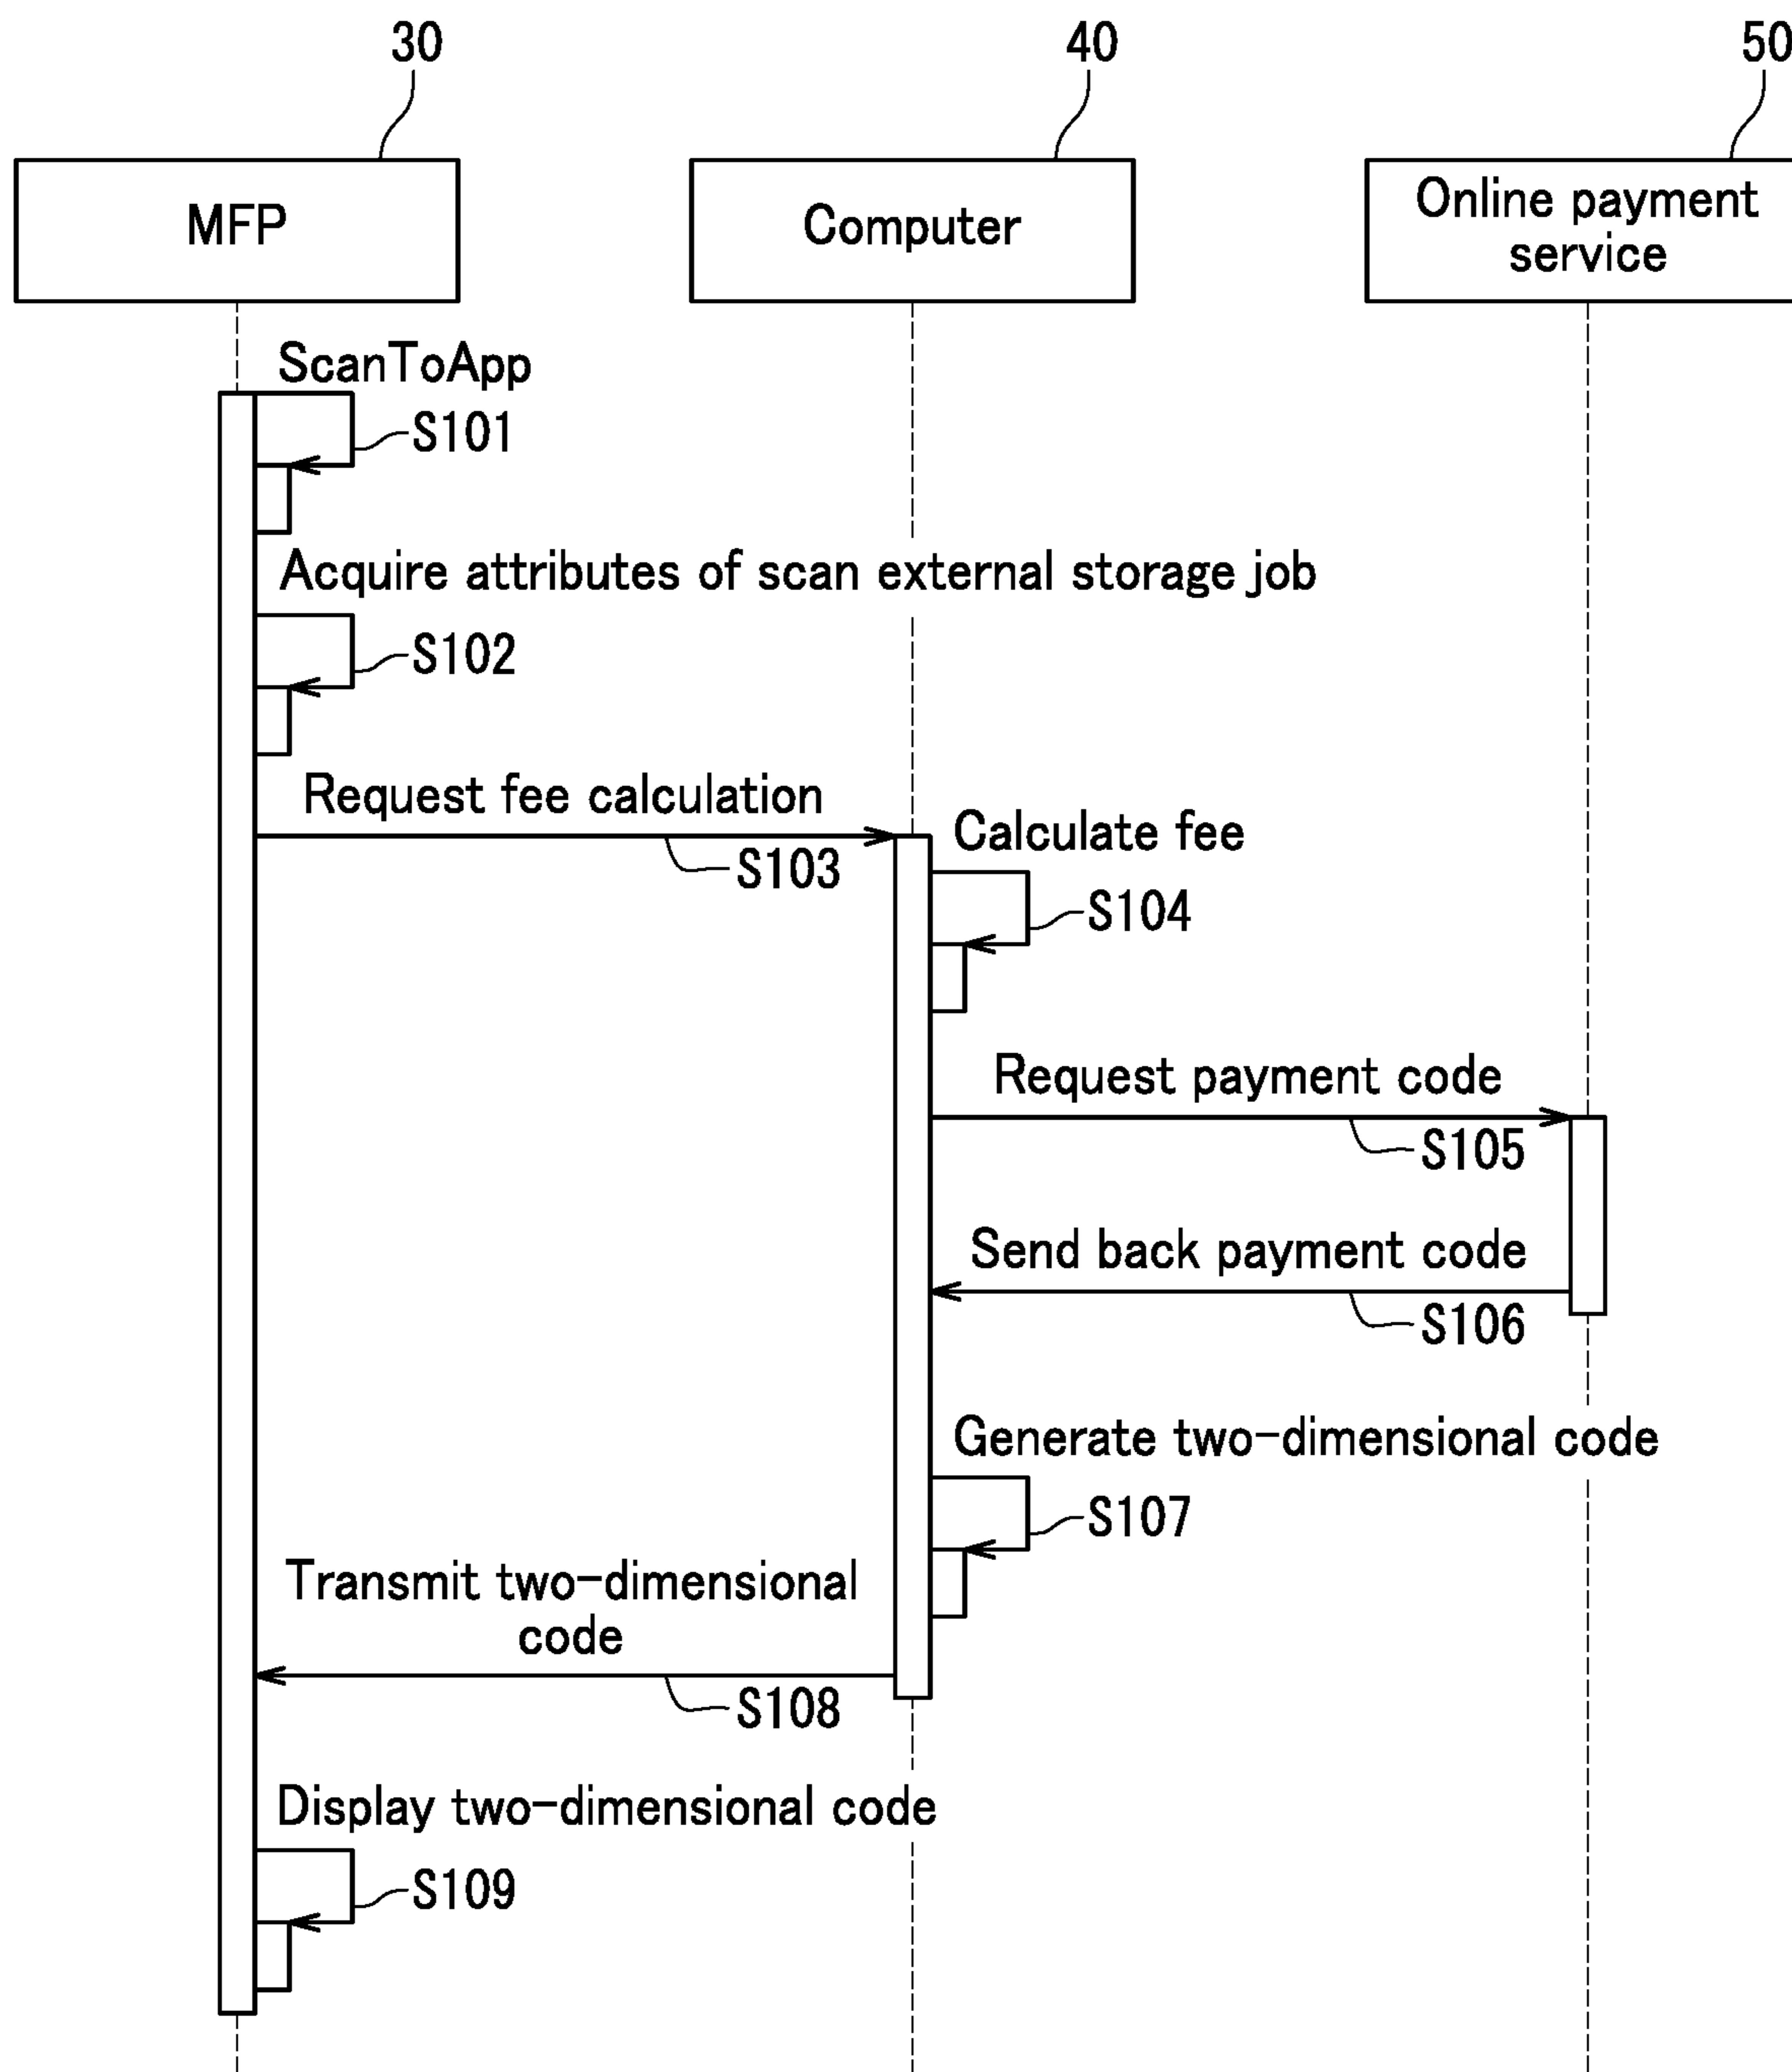 30
40
50
MFP
Computer
Online payment
service
ScanToApp
S101
Acquire attributes of scan external storage job
S102
Request fee calculation
S103
Calculate fee
S104
Request payment code
S105
Send back payment code
S106
Generate two-dimensional code
S107
Transmit two-dimensional
code
S108
Display two-dimensional code
S109